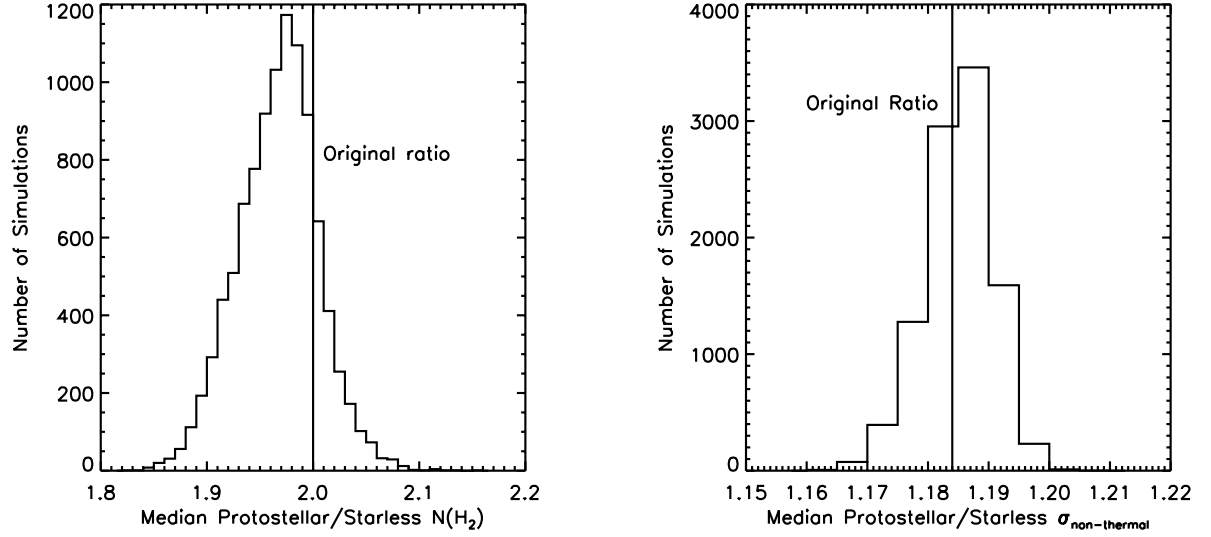 1200
1000
800
600
400
200
0
Number of Simulations
Original ratio
1.8 1.9 2.0 2.1 2.2
Median Protostellar/Starless N(H₂)
4000
3000
2000
1000
0
Number of Simulations
Original Ratio
1.15 1.16 1.17 1.18 1.19 1.20 1.21 1.22
Median Protostellar/Starless σnon-thermal